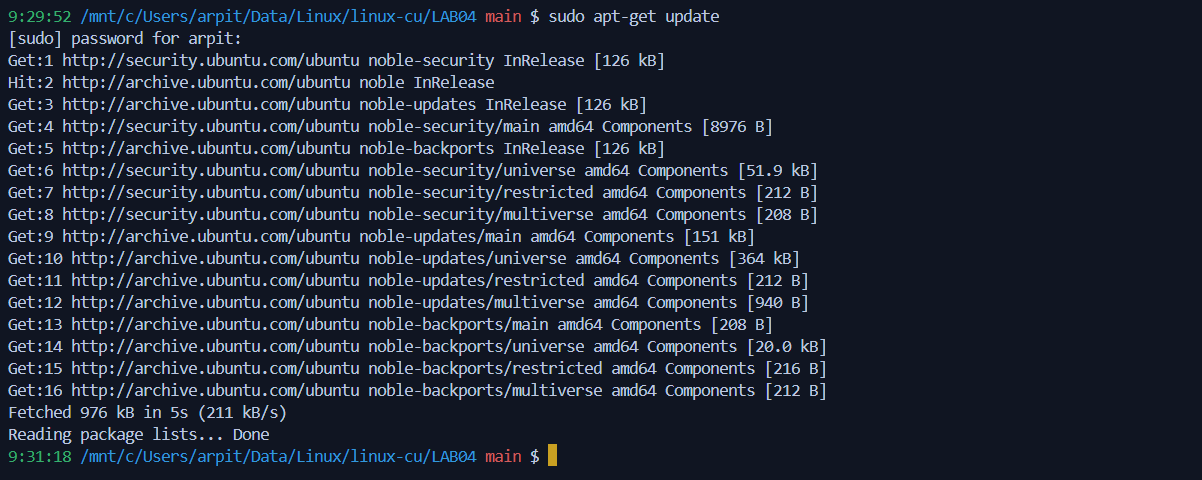 9:29:52 /mnt/c/Users/arpit/Data/Linux/linux-cu/LAB04 main $ sudo apt-get update
[sudo] password for arpit:
Get:1 http://security.ubuntu.com/ubuntu noble-security InRelease [126 kB]
Hit:2 http://archive.ubuntu.com/ubuntu noble InRelease
Get:3 http://archive.ubuntu.com/ubuntu noble-updates InRelease [126 kB]
Get:4 http://security.ubuntu.com/ubuntu noble-security/main amd64 Components [8976 B]
Get:5 http://archive.ubuntu.com/ubuntu noble-backports InRelease [126 kB]
Get:6 http://security.ubuntu.com/ubuntu noble-security/universe amd64 Components [51.9 kB]
Get:7 http://security.ubuntu.com/ubuntu noble-security/restricted amd64 Components [212 B]
Get:8 http://security.ubuntu.com/ubuntu noble-security/multiverse amd64 Components [208 B]
Get:9 http://archive.ubuntu.com/ubuntu noble-updates/main amd64 Components [151 kB]
Get:10 http://archive.ubuntu.com/ubuntu noble-updates/universe amd64 Components [364 kB]
Get:11 http://archive.ubuntu.com/ubuntu noble-updates/restricted amd64 Components [212 B]
Get:12 http://archive.ubuntu.com/ubuntu noble-updates/multiverse amd64 Components [940 B]
Get:13 http://archive.ubuntu.com/ubuntu noble-backports/main amd64 Components [208 B]
Get:14 http://archive.ubuntu.com/ubuntu noble-backports/universe amd64 Components [20.0 kB]
Get:15 http://archive.ubuntu.com/ubuntu noble-backports/restricted amd64 Components [216 B]
Get:16 http://archive.ubuntu.com/ubuntu noble-backports/multiverse amd64 Components [212 B]
Fetched 976 kB in 5s (211 kB/s)
Reading package lists... Done
9:31:18 /mnt/c/Users/arpit/Data/Linux/linux-cu/LAB04 main $